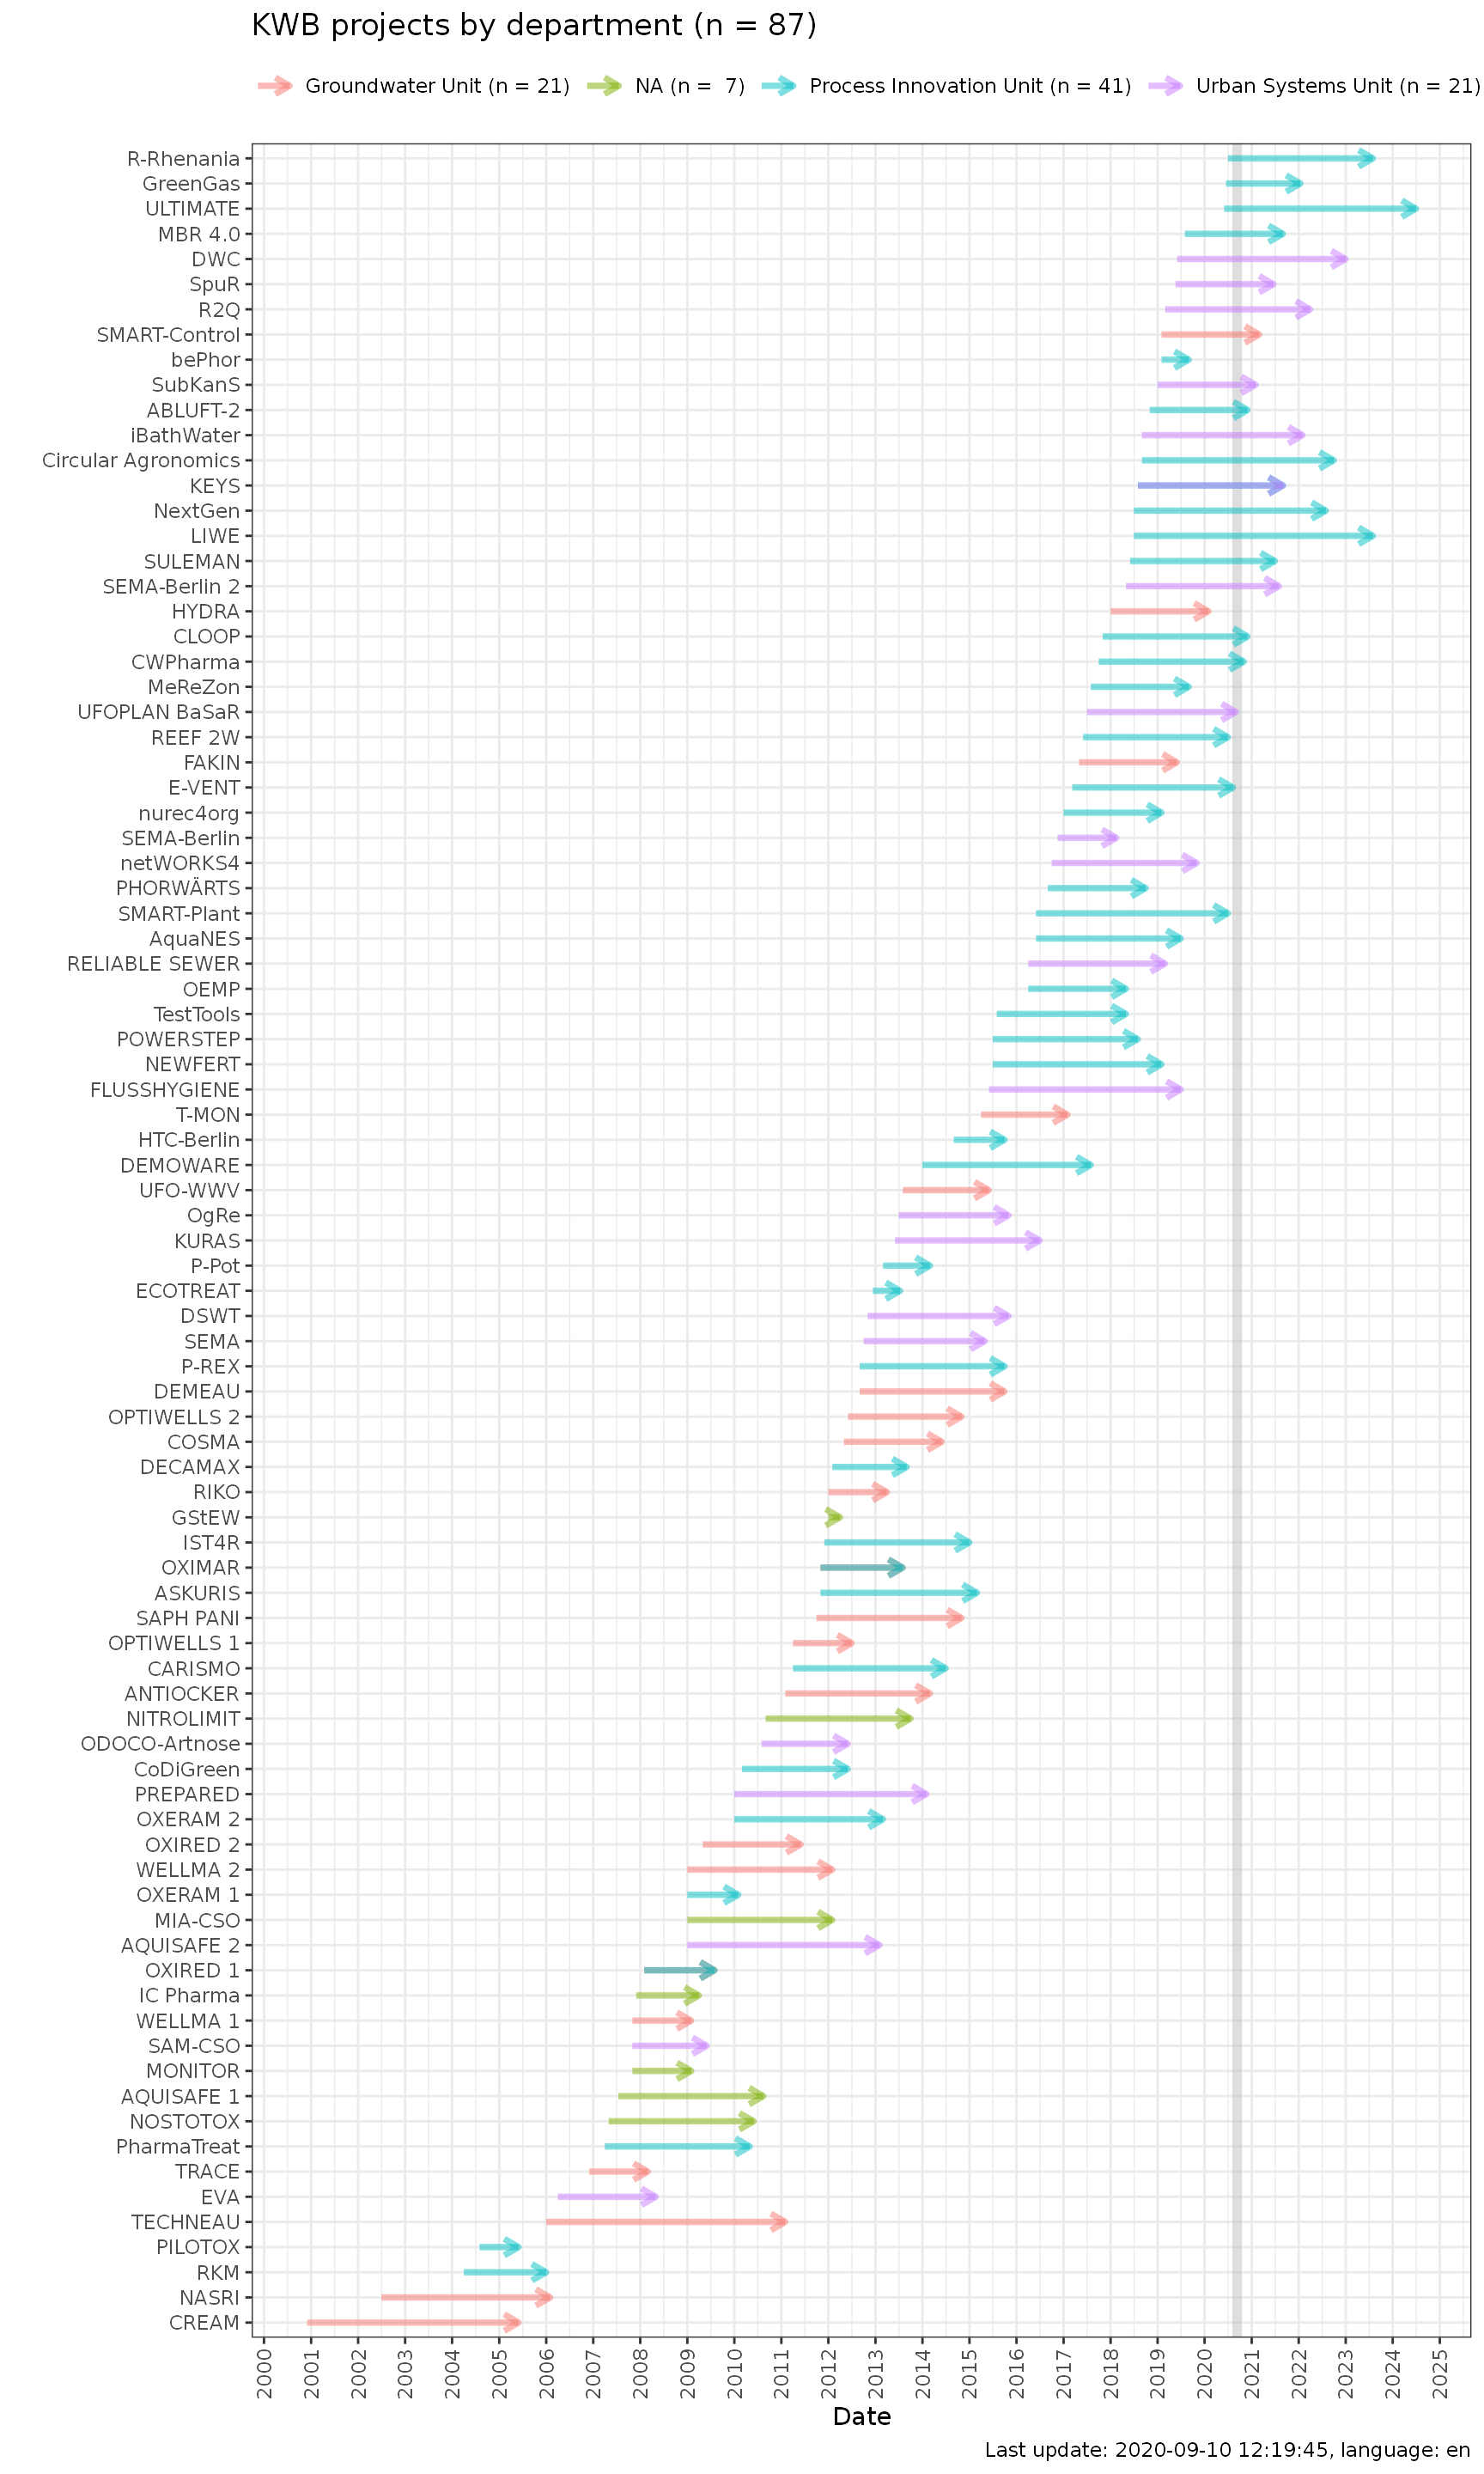 KWB projects by department (n = 87)
Groundwater Unit (n = 21) NA (n =  7) Process Innovation Unit (n = 41) Urban Systems Unit (n = 21)
R-Rhenania
GreenGas
ULTIMATE
MBR 4.0
DWC
SpuR
R2Q
SMART-Control
bePhor
SubKanS
ABLUFT-2
iBathWater
Circular Agronomics
KEYS
NextGen
LIWE
SULEMAN
SEMA-Berlin 2
HYDRA
CLOOP
CWPharma
MeReZon
UFOPLAN BaSaR
REEF 2W
FAKIN
E-VENT
nurec4org
SEMA-Berlin
netWORKS4
PHORWÄRTS
SMART-Plant
AquaNES
RELIABLE SEWER
OEMP
TestTools
POWERSTEP
NEWFERT
FLUSSHYGIENE
T-MON
HTC-Berlin
DEMOWARE
UFO-WWV
OgRe
KURAS
P-Pot
ECOTREAT
DSWT
SEMA
P-REX
DEMEAU
OPTIWELLS 2
COSMA
DECAMAX
RIKO
GStEW
IST4R
OXIMAR
ASKURIS
SAPH PANI
OPTIWELLS 1
CARISMO
ANTIOCKER
NITROLIMIT
ODOCO-Artnose
CoDiGreen
PREPARED
OXERAM 2
OXIRED 2
WELLMA 2
OXERAM 1
MIA-CSO
AQUISAFE 2
OXIRED 1
IC Pharma
WELLMA 1
SAM-CSO
MONITOR
AQUISAFE 1
NOSTOTOX
PharmaTreat
TRACE
EVA
TECHNEAU
PILOTOX
RKM
NASRI
CREAM
2000 2001 2002 2003 2004 2005 2006 2007 2008 2009 2010 2011 2012 2013 2014 2015 2016 2017 2018 2019 2020 2021 2022 2023 2024 2025
Date
Last update: 2020-09-10 12:19:45, language: en